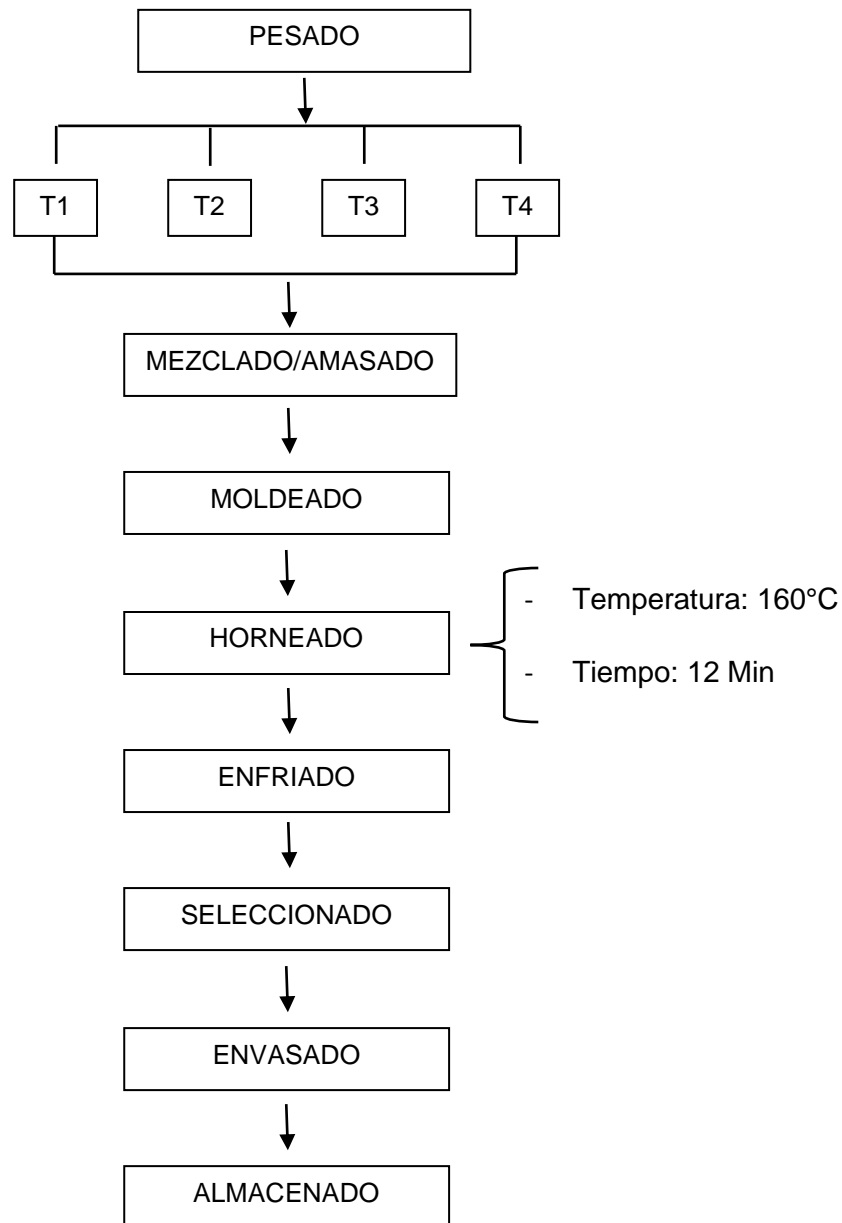 PESADO
T1 T2 T3 T4
MEZCLADO/AMASADO
MOLDEADO
HORNEADO
- Temperatura: 160°C
- Tiempo: 12 Min
ENFRIADO
SELECCIONADO
ENVASADO
ALMACENADO